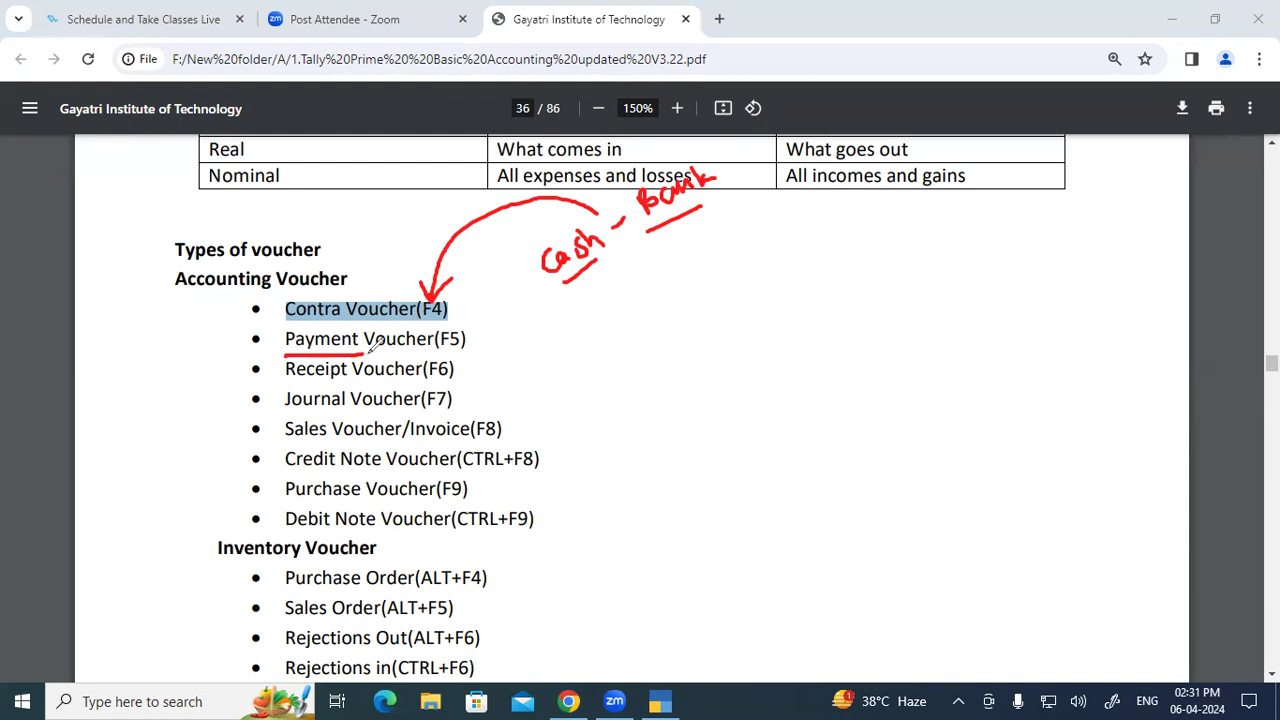 Schedule and Take Classes Live
Post Attendee - Zoom
Gayatri Institute of Technology
File
F:/New%20folder/A/1.Tally%20Prime%20%20Basic%20Accounting%20updated%20V3.22.pdf
Gayatri Institute of Technology
36 / 86
150%
Real What comes in What goes out
Nominal All expenses and losses All incomes and gains
Cash - Bank
Types of voucher
Accounting Voucher
• Contra Voucher(F4)
• Payment Voucher(F5)
• Receipt Voucher(F6)
• Journal Voucher(F7)
• Sales Voucher/Invoice(F8)
• Credit Note Voucher(CTRL+F8)
• Purchase Voucher(F9)
• Debit Note Voucher(CTRL+F9)
Inventory Voucher
• Purchase Order(ALT+F4)
• Sales Order(ALT+F5)
• Rejections Out(ALT+F6)
• Rejections in(CTRL+F6)
Type here to search
zm
1
38°C Haze
ENG
02:31 PM
06-04-2024